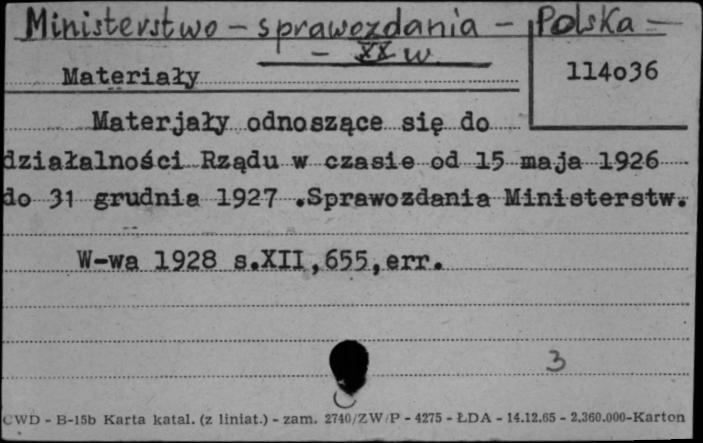 Ministerstwo - sprawozdania - Polska -
- XX w
Materiały
114o36
Materjały odnoszące się do
działalności Rządu w czasie od 15 maja 1926
do 31 grudnia 1927 .Sprawozdania Ministerstw.
W-wa 1928 s.XII,655,err.
3
CWD - B-15b Karta katal. (z liniat.) - zam. 2740/ZW/P - 4275 - ŁDA - 14.12.65 - 2.360.000-Karton